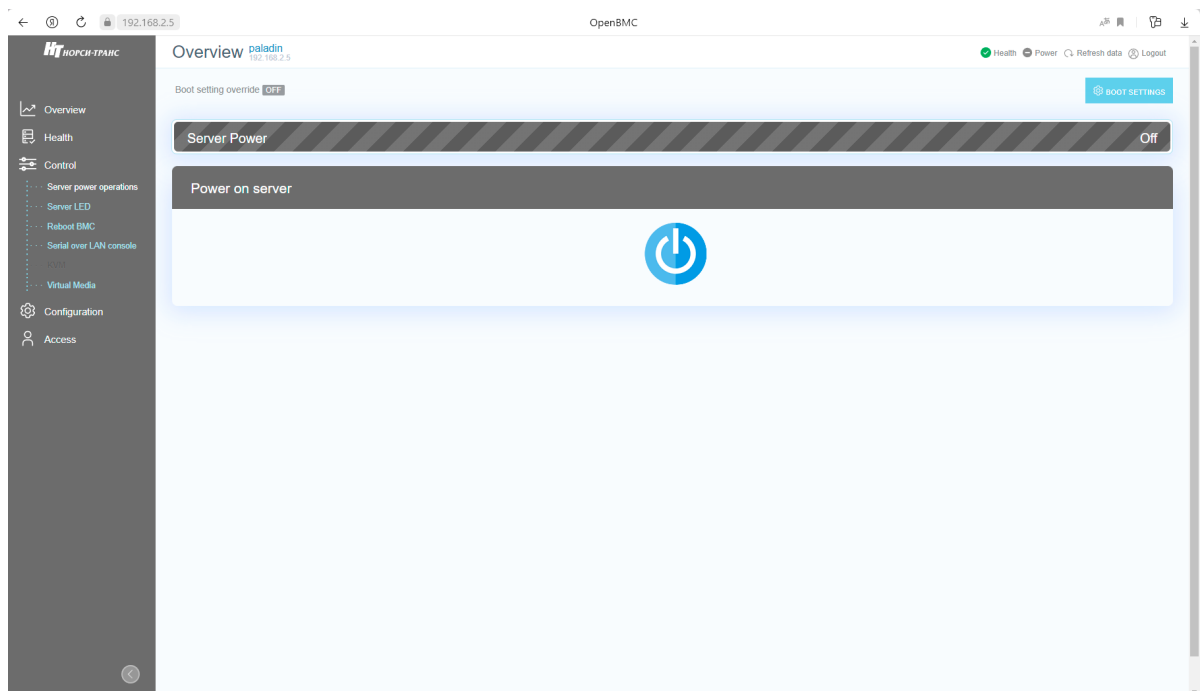 192.168.2.5
OpenBMC
НТ НОРСИ-ТРАНС
Overview
Health
Control
Server power operations
Server LED
Reboot BMC
Serial over LAN console
KVM
Virtual Media
Configuration
Access
Overview paladin
192.168.2.5
Health Power Refresh data Logout
Boot setting override OFF
BOOT SETTINGS
Server Power Off
Power on server